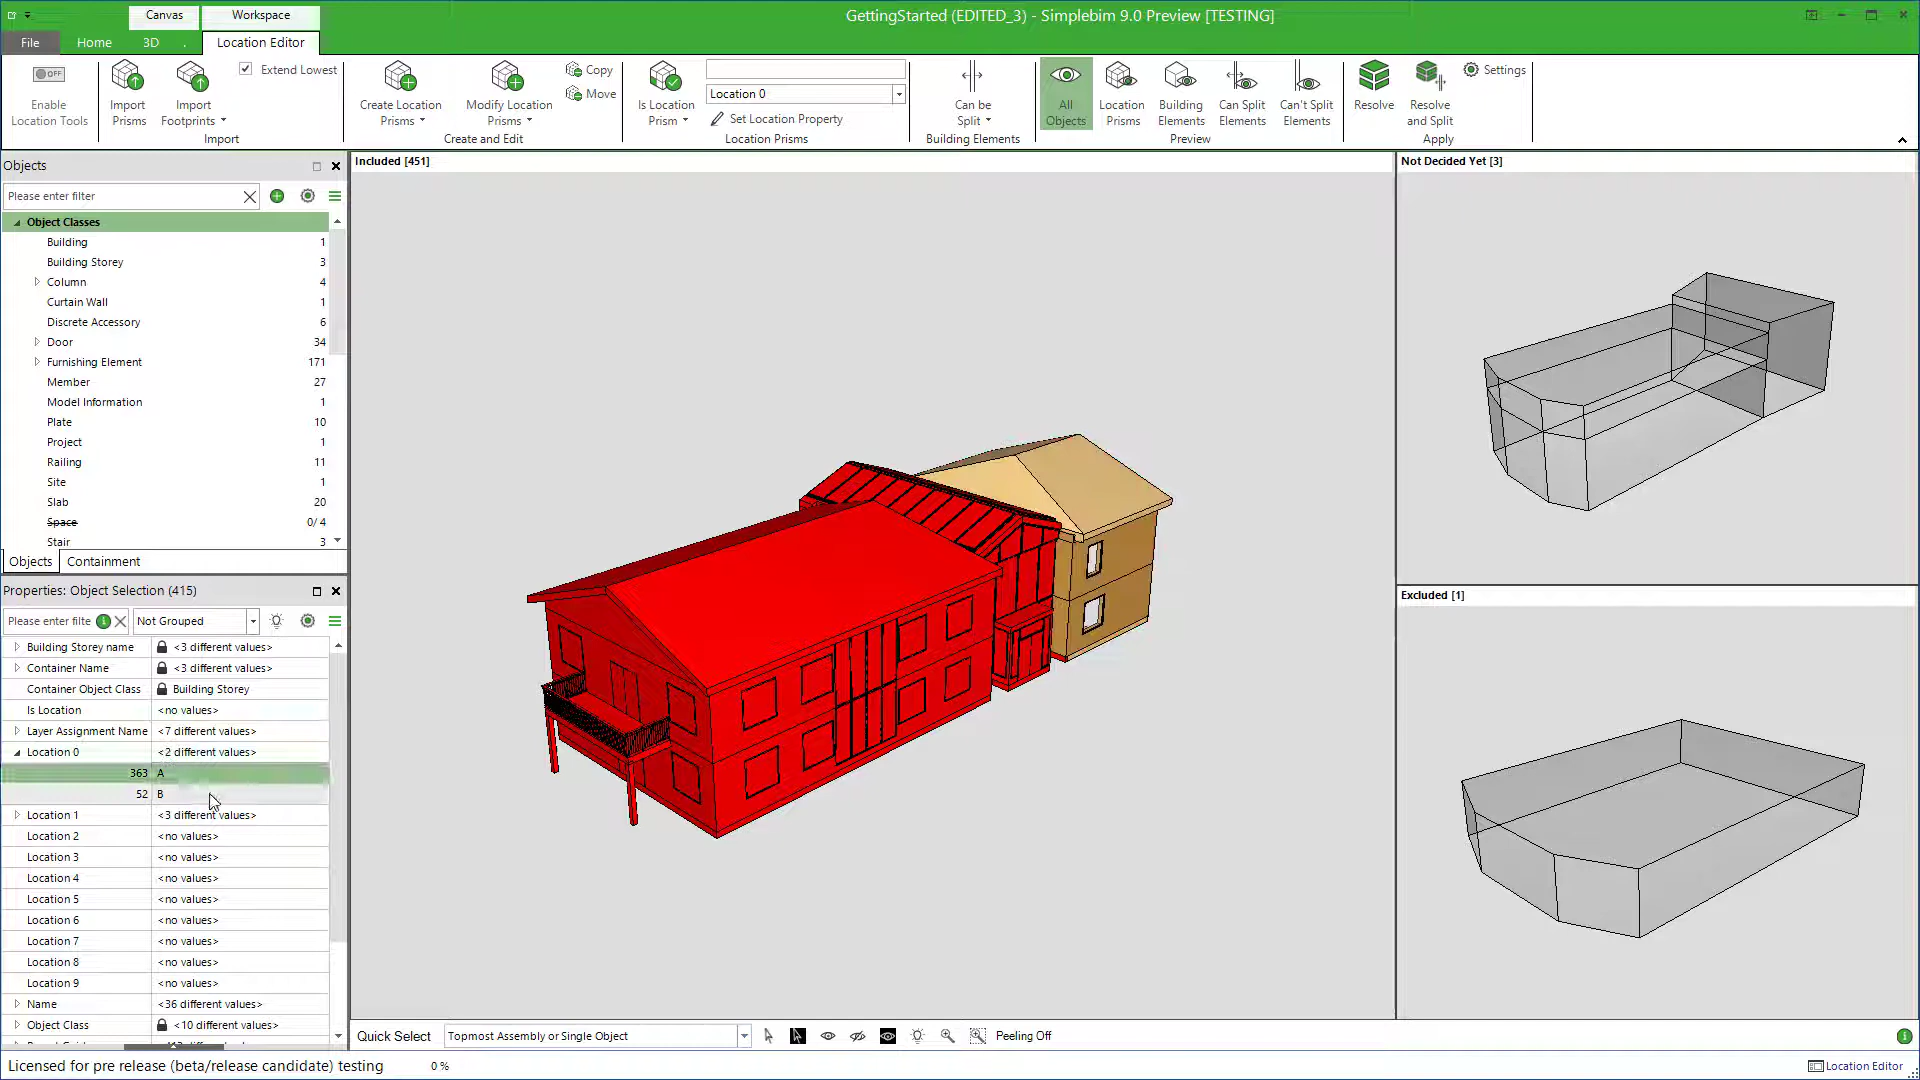 Canvas
Workspace
GettingStarted (EDITED_3) - Simplebim 9.0 Preview [TESTING]
File
Home
3D
.
Location Editor
OFF
Enable
Location Tools
Import
Prisms
Import
Footprints
Extend Lowest
Import
Create Location
Prisms
Modify Location
Prisms
Copy
Move
Create and Edit
Is Location
Prism
Location 0
Set Location Property
Location Prisms
Can be
Split
Building Elements
All
Objects
Location
Prisms
Building
Elements
Can Split
Elements
Can't Split
Elements
Preview
Resolve
Resolve
and Split
Settings
Apply
Objects
Please enter filter
Object Classes
Building 1
Building Storey 3
Column 4
Curtain Wall 1
Discrete Accessory 6
Door 34
Furnishing Element 171
Member 27
Model Information 1
Plate 10
Project 1
Railing 11
Site 1
Slab 20
Space 0/ 4
Stair 3
Objects
Containment
Properties: Object Selection (415)
Please enter filte
Not Grouped
Building Storey name <3 different values>
Container Name <3 different values>
Container Object Class Building Storey
Is Location <no values>
Layer Assignment Name <7 different values>
Location 0 <2 different values>
363 A
52 B
Location 1 <3 different values>
Location 2 <no values>
Location 3 <no values>
Location 4 <no values>
Location 5 <no values>
Location 6 <no values>
Location 7 <no values>
Location 8 <no values>
Location 9 <no values>
Name <36 different values>
Object Class <10 different values>
Included [451]
Not Decided Yet [3]
Excluded [1]
Quick Select
Topmost Assembly or Single Object
Peeling Off
Licensed for pre release (beta/release candidate) testing
0 %
Location Editor